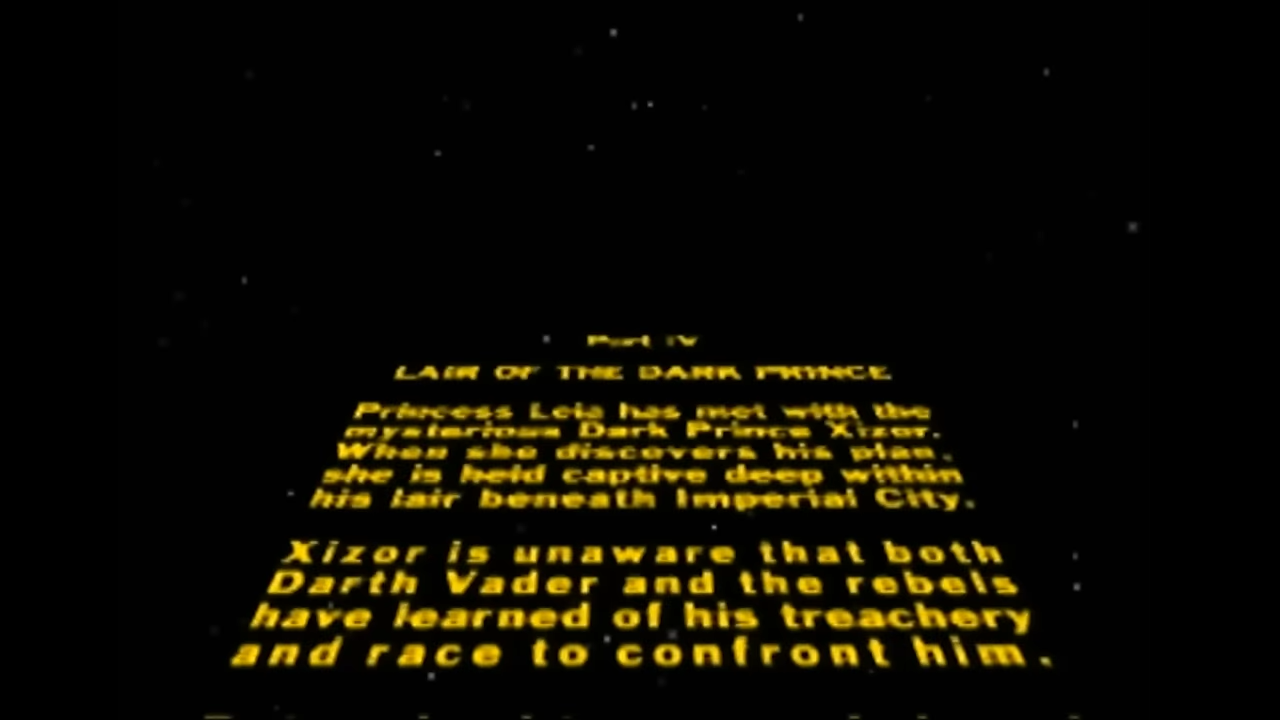 Part IV
LAIR OF THE DARK PRINCE
Princess Leia has met with the
mysterious Dark Prince Xizor.
When she discovers his plan,
she is held captive deep within
his lair beneath Imperial City.
Xizor is unaware that both
Darth Vader and the rebels
have learned of his treachery
and race to confront him.